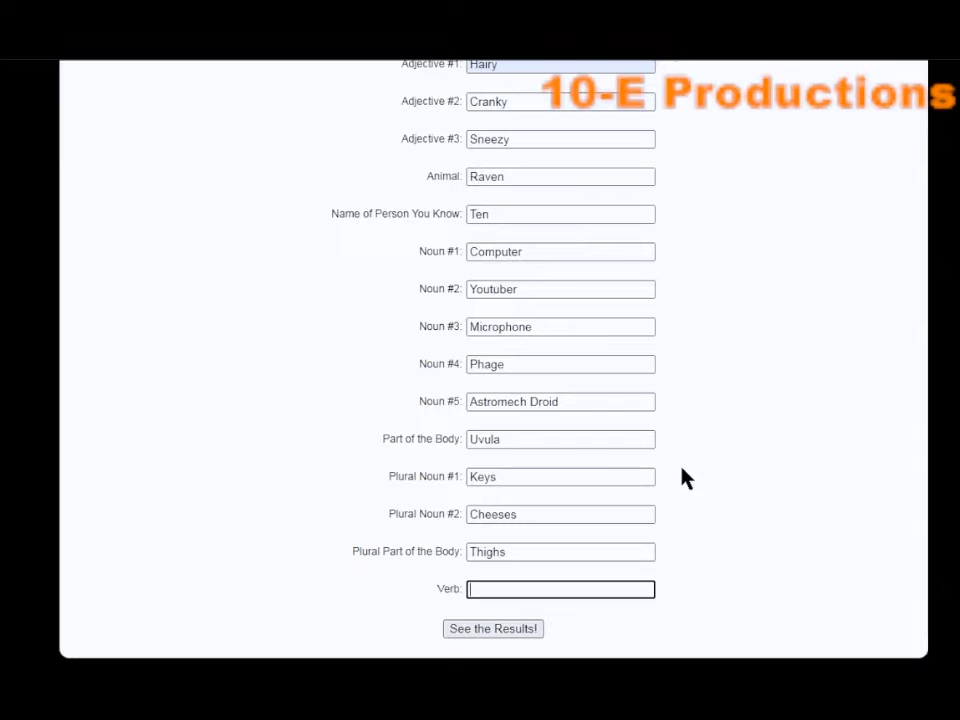 Adjective #1: Hairy
10-E Productions
Adjective #2: Cranky
Adjective #3: Sneezy
Animal: Raven
Name of Person You Know: Ten
Noun #1: Computer
Noun #2: Youtuber
Noun #3: Microphone
Noun #4: Phage
Noun #5: Astromech Droid
Part of the Body: Uvula
Plural Noun #1: Keys
Plural Noun #2: Cheeses
Plural Part of the Body: Thighs
Verb:
See the Results!